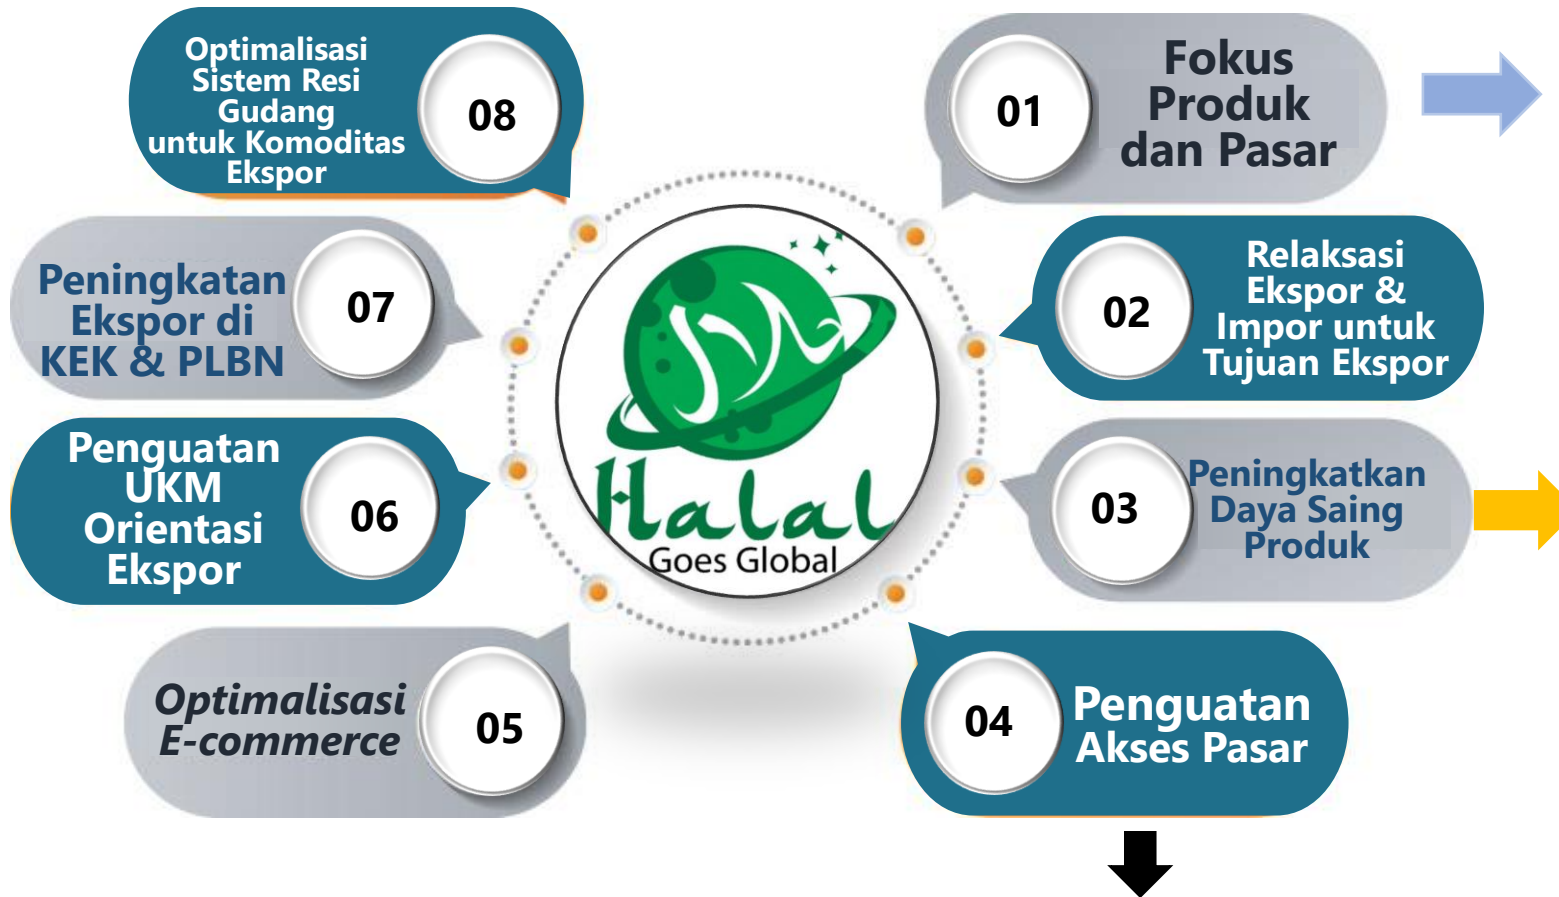 01
Fokus
Produk
dan Pasar
02
Relaksasi
Ekspor &
Impor untuk
Tujuan Ekspor
03
Peningkatkan
Daya Saing
Produk
04
Penguatan
Akses Pasar
05
Optimalisasi
E-commerce
06
Penguatan
UKM
Orientasi
Ekspor
07
Peningkatan
Ekspor di
KEK & PLBN
08
Optimalisasi
Sistem Resi
Gudang
untuk Komoditas
Ekspor
Halal
Goes Global